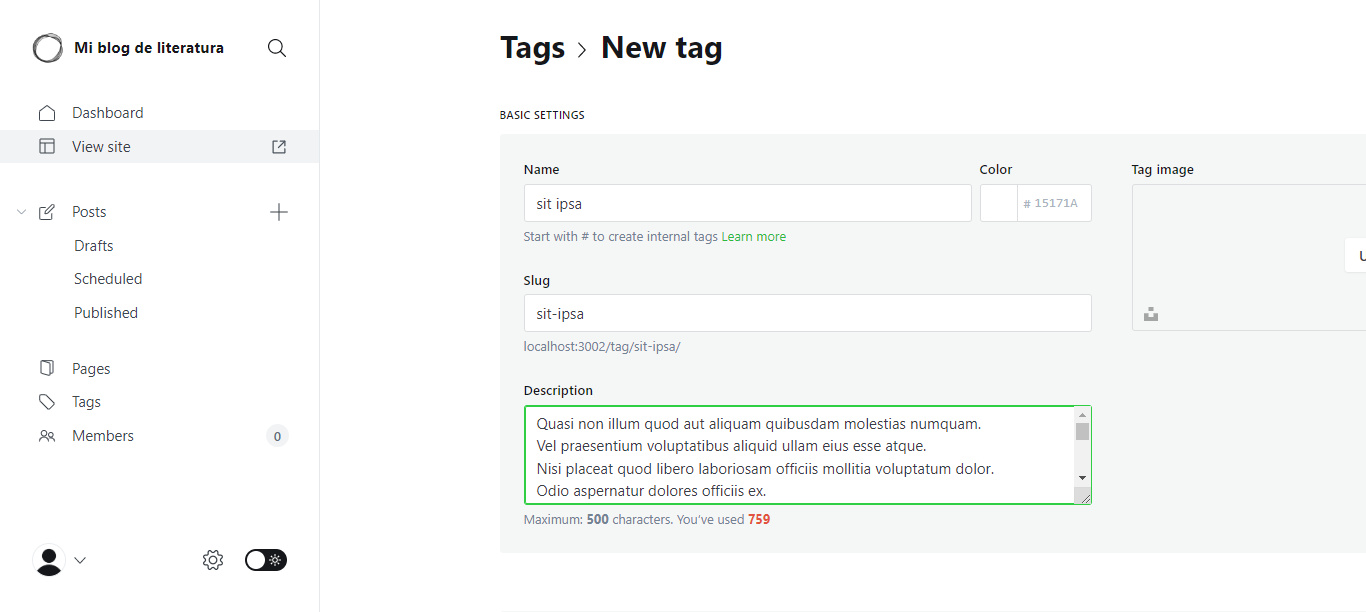 Mi blog de literatura
Dashboard
View site
Posts
Drafts
Scheduled
Published
Pages
Tags
Members
0
Tags › New tag
BASIC SETTINGS
Name
sit ipsa
Start with # to create internal tags Learn more
Color
# 15171A
Tag image
Slug
sit-ipsa
localhost:3002/tag/sit-ipsa/
Description
Quasi non illum quod aut aliquam quibusdam molestias numquam.
Vel praesentium voluptatibus aliquid ullam eius esse atque.
Nisi placeat quod libero laboriosam officiis mollitia voluptatum dolor.
Odio aspernatur dolores officiis ex.
Maximum: 500 characters. You've used 759